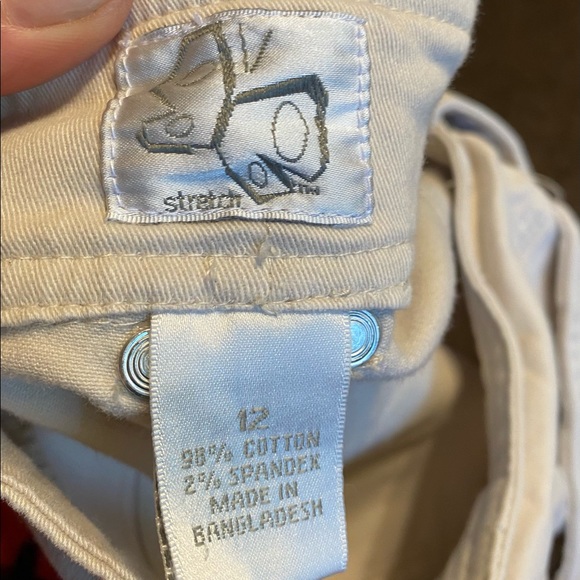 stretch
12
98% COTTON
2% SPANDEX
MADE IN
BANGLADESH